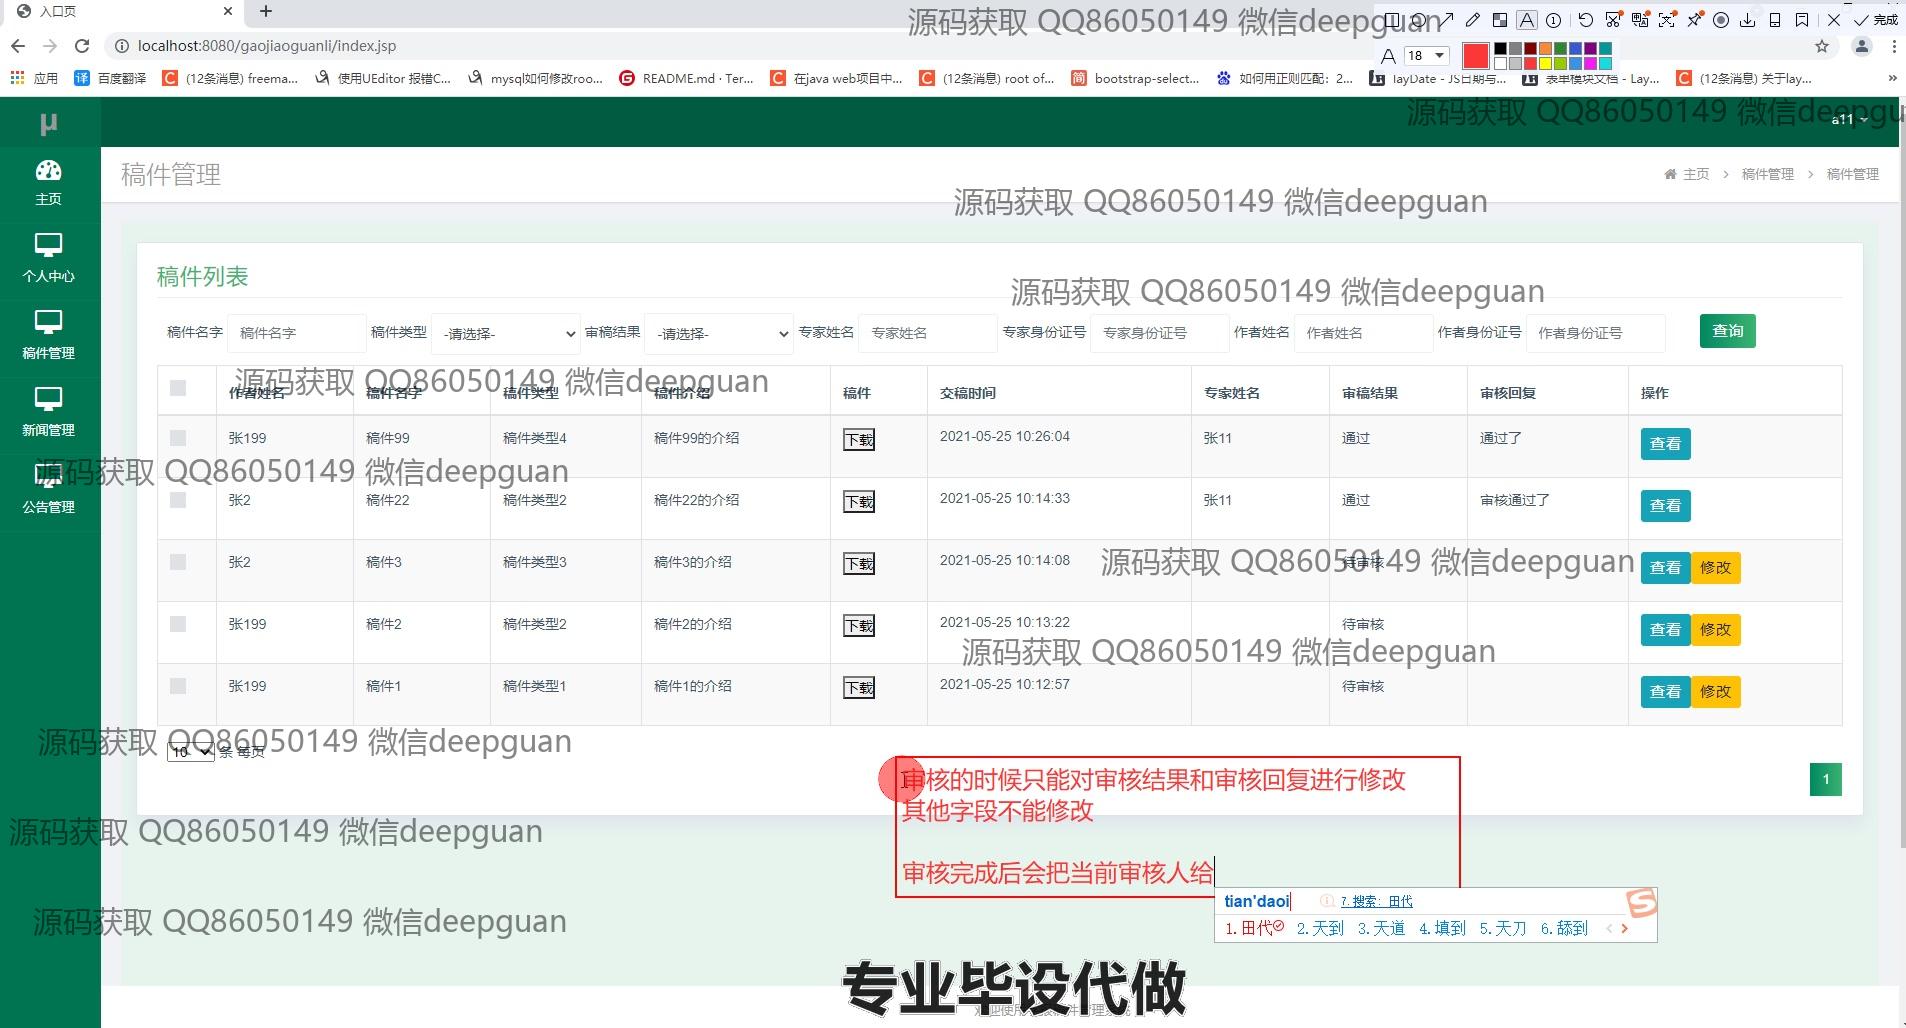 入口页
源码获取 QQ86050149 微信deepguan
完成
localhost:8080/gaojiaoguanli/index.jsp
18
应用 百度翻译 (12条消息) freema... 使用UEditor 报错C... mysql如何修改roo... README.md · Ter... 在java web项目中... (12条消息) root of... bootstrap-select... 如何用正则匹配：2... layDate - JS日期与... 表单模块文档 - Lay... (12条消息) 关于lay...
μ
源码获取 QQ86050149 微信deepgu
a11
主页
稿件管理
主页 > 稿件管理 > 稿件管理
源码获取 QQ86050149 微信deepguan
个人中心
稿件列表
源码获取 QQ86050149 微信deepguan
稿件名字 稿件名字 稿件类型 -请选择- 审稿结果 -请选择- 专家姓名 专家姓名 专家身份证号 专家身份证号 作者姓名 作者姓名 作者身份证号 作者身份证号 查询
稿件管理
源码获取 QQ86050149 微信deepguan
作者姓名 稿件名字 稿件类型 稿件介绍 稿件 交稿时间 专家姓名 审稿结果 审核回复 操作
新闻管理
张199 稿件99 稿件类型4 稿件99的介绍 下载 2021-05-25 10:26:04 张11 通过 通过了 查看
源码获取 QQ86050149 微信deepguan
公告管理
张2 稿件22 稿件类型2 稿件22的介绍 下载 2021-05-25 10:14:33 张11 通过 审核通过了 查看
张2 稿件3 稿件类型3 稿件3的介绍 下载 2021-05-25 10:14:08 待审核 查看 修改
源码获取 QQ86050149 微信deepguan
张199 稿件2 稿件类型2 稿件2的介绍 下载 2021-05-25 10:13:22 待审核 查看 修改
源码获取 QQ86050149 微信deepguan
张199 稿件1 稿件类型1 稿件1的介绍 下载 2021-05-25 10:12:57 待审核 查看 修改
源码获取 QQ86050149 微信deepguan
10 条 每页
1
审核的时候只能对审核结果和审核回复进行修改
其他字段不能修改
源码获取 QQ86050149 微信deepguan
审核完成后会把当前审核人给
tian'daoi 7.搜索：田代
1.田代 2.天到 3.天道 4.填到 5.天刀 6.舔到
源码获取 QQ86050149 微信deepguan
专业毕设代做